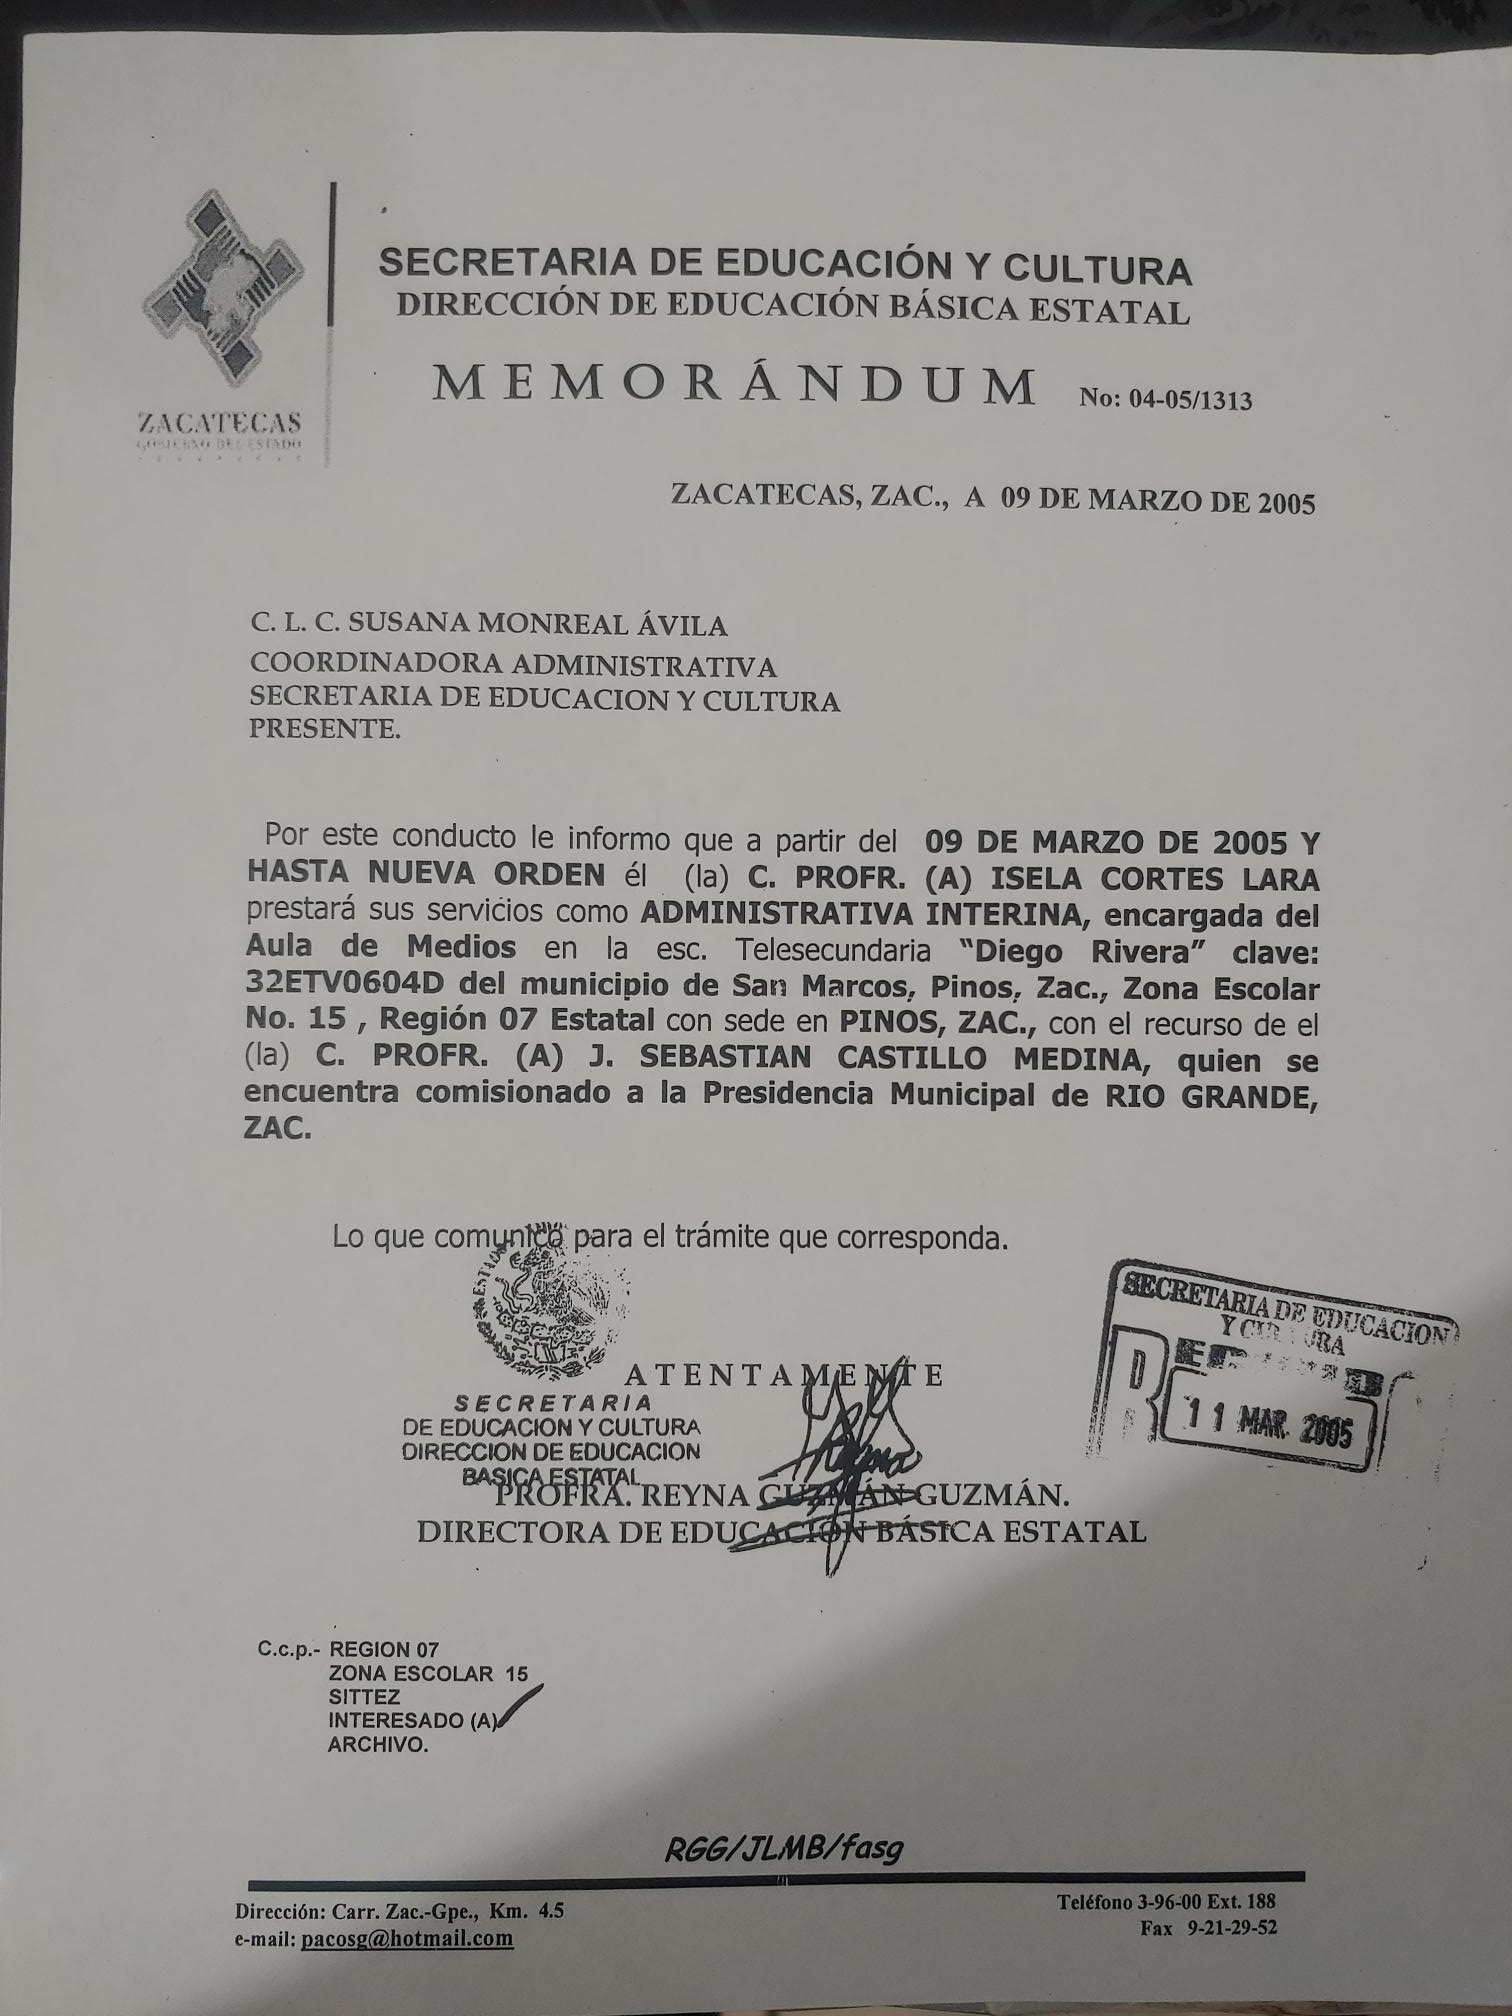 SECRETARIA DE EDUCACIÓN Y CULTURA
DIRECCIÓN DE EDUCACIÓN BÁSICA ESTATAL
MEMORÁNDUM No: 04-05/1313
ZACATECAS
GOBIERNO DEL ESTADO
ZACATECAS, ZAC., A 09 DE MARZO DE 2005
C. L. C. SUSANA MONREAL ÁVILA
COORDINADORA ADMINISTRATIVA
SECRETARIA DE EDUCACION Y CULTURA
PRESENTE.
Por este conducto le informo que a partir del 09 DE MARZO DE 2005 Y
HASTA NUEVA ORDEN él (la) C. PROFR. (A) ISELA CORTES LARA
prestará sus servicios como ADMINISTRATIVA INTERINA, encargada del
Aula de Medios en la esc. Telesecundaria “Diego Rivera” clave:
32ETV0604D del municipio de San Marcos, Pinos, Zac., Zona Escolar
No. 15 , Región 07 Estatal con sede en PINOS, ZAC., con el recurso de el
(la) C. PROFR. (A) J. SEBASTIAN CASTILLO MEDINA, quien se
encuentra comisionado a la Presidencia Municipal de RIO GRANDE,
ZAC.
Lo que comunico para el trámite que corresponda.
SECRETARIA DE EDUCACION
Y CULTURA
11 MAR. 2005
ATENTAMENTE
SECRETARIA
DE EDUCACION Y CULTURA
DIRECCION DE EDUCACION
BASICA ESTATAL
PROFRA. REYNA GUZMÁN GUZMÁN.
DIRECTORA DE EDUCACIÓN BÁSICA ESTATAL
C.c.p.- REGION 07
ZONA ESCOLAR 15
SITTEZ
INTERESADO (A)
ARCHIVO.
RGG/JLMB/fasg
Dirección: Carr. Zac.-Gpe., Km. 4.5
e-mail: pacosg@hotmail.com
Teléfono 3-96-00 Ext. 188
Fax 9-21-29-52